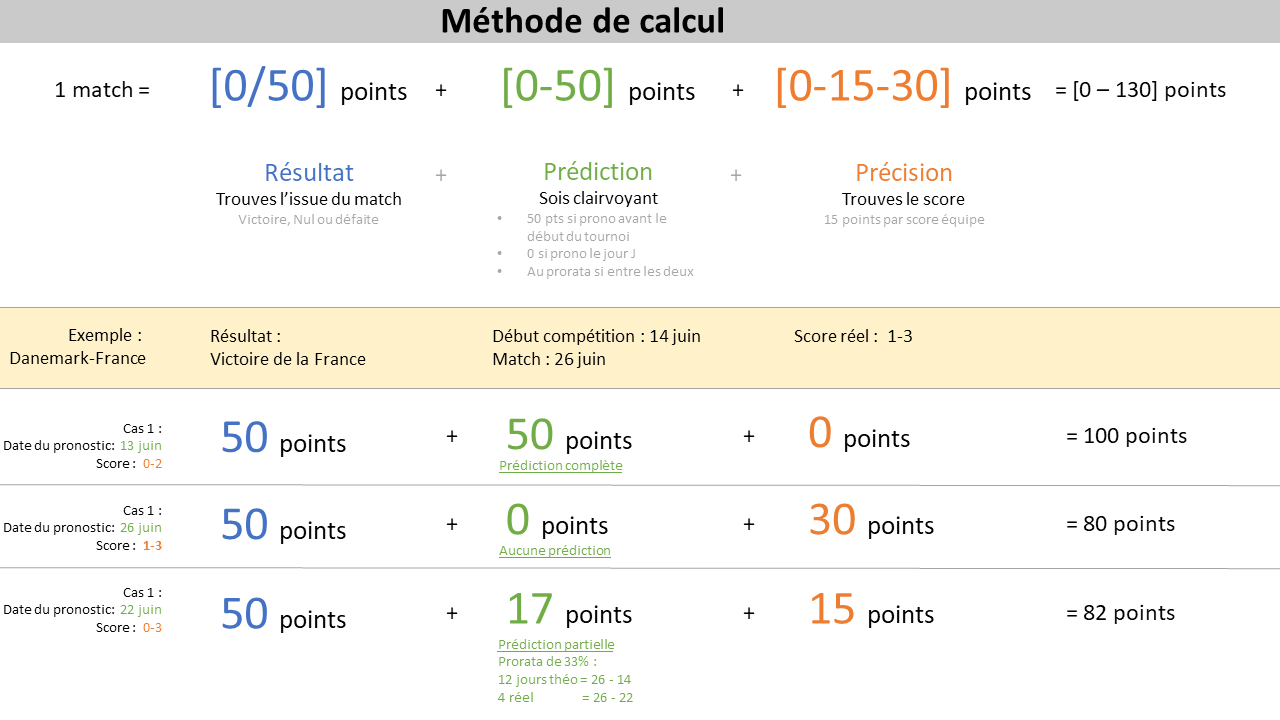 Méthode de calcul
1 match = [0/50] points + [0-50] points + [0-15-30] points = [0 – 130] points
Résultat + Prédiction + Précision
Trouves l'issue du match
Victoire, Nul ou défaite
Sois clairvoyant
• 50 pts si prono avant le
début du tournoi
• 0 si prono le jour J
• Au prorata si entre les deux
Trouves le score
15 points par score équipe
Exemple :
Danemark-France
Résultat :
Victoire de la France
Début compétition : 14 juin
Match : 26 juin
Score réel : 1-3
Cas 1 :
Date du pronostic: 13 juin
Score : 0-2
50 points + 50 points + 0 points = 100 points
Prédiction complète
Cas 1 :
Date du pronostic: 26 juin
Score : 1-3
50 points + 0 points + 30 points = 80 points
Aucune prédiction
Cas 1 :
Date du pronostic: 22 juin
Score : 0-3
50 points + 17 points + 15 points = 82 points
Prédiction partielle
Prorata de 33% :
12 jours théo = 26 - 14
4 réel = 26 - 22